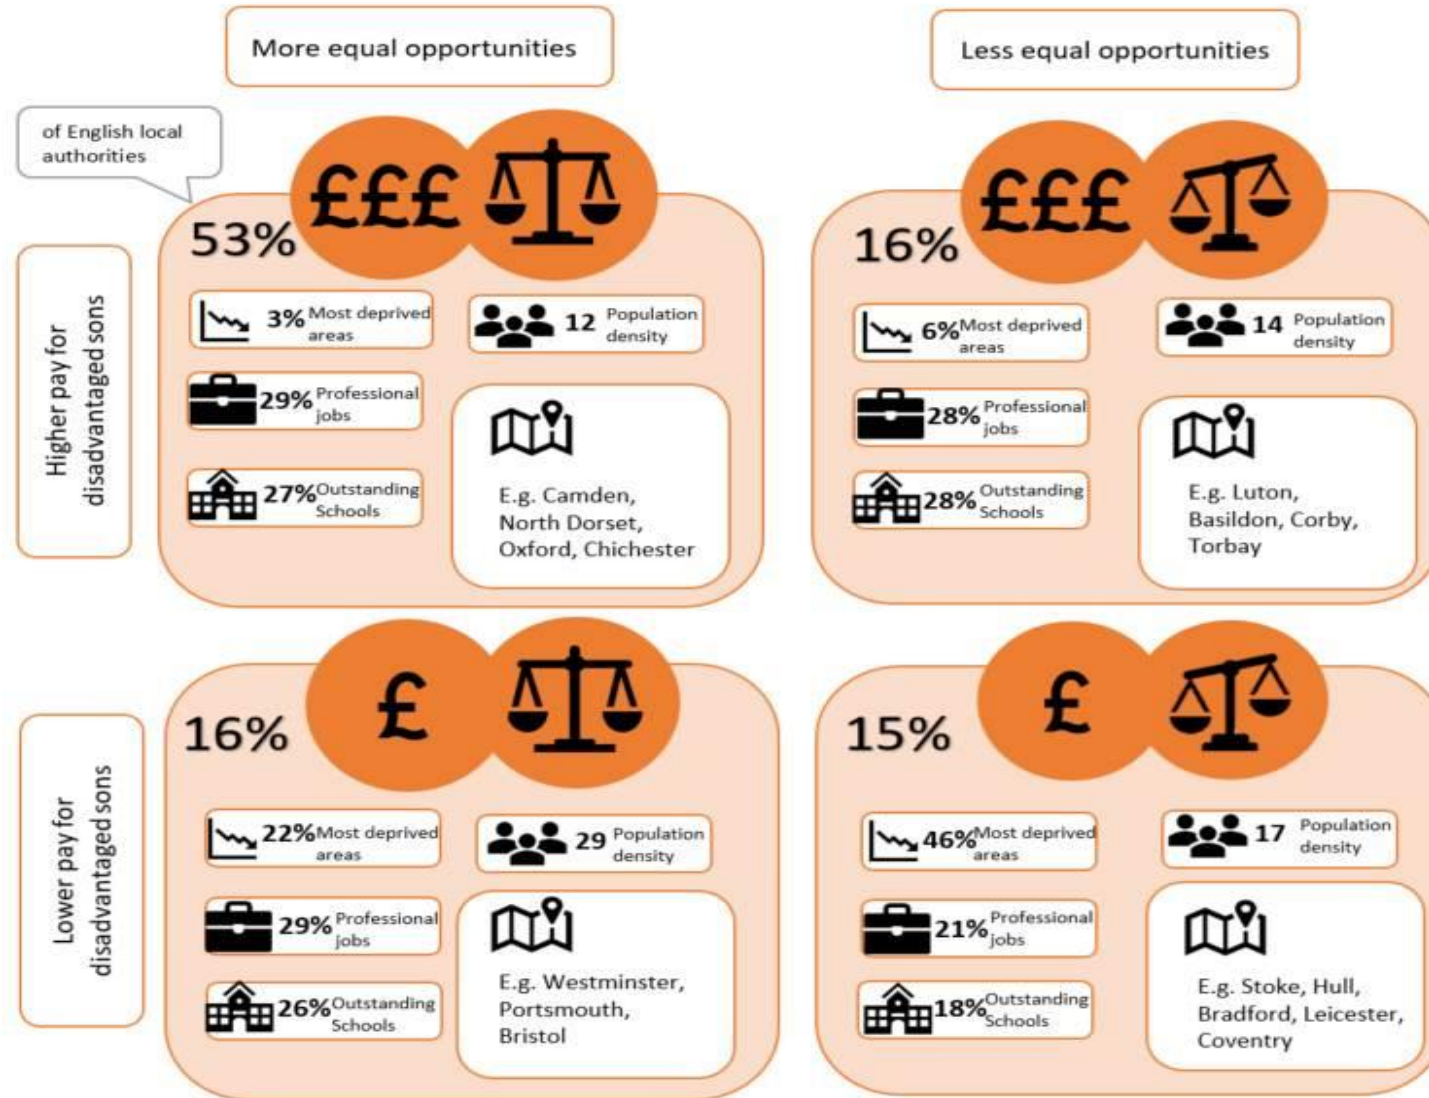 More equal opportunities
Less equal opportunities
of English local
authorities
Higher pay for
disadvantaged sons
53%
£££
3% Most deprived
areas
12 Population
density
29% Professional
jobs
27% Outstanding
Schools
E.g. Camden,
North Dorset,
Oxford, Chichester
16%
£££
6% Most deprived
areas
14 Population
density
28% Professional
jobs
28% Outstanding
Schools
E.g. Luton,
Basildon, Corby,
Torbay
Lower pay for
disadvantaged sons
16%
£
22% Most deprived
areas
29 Population
density
29% Professional
jobs
26% Outstanding
Schools
E.g. Westminster,
Portsmouth,
Bristol
15%
£
46% Most deprived
areas
17 Population
density
21% Professional
jobs
18% Outstanding
Schools
E.g. Stoke, Hull,
Bradford, Leicester,
Coventry